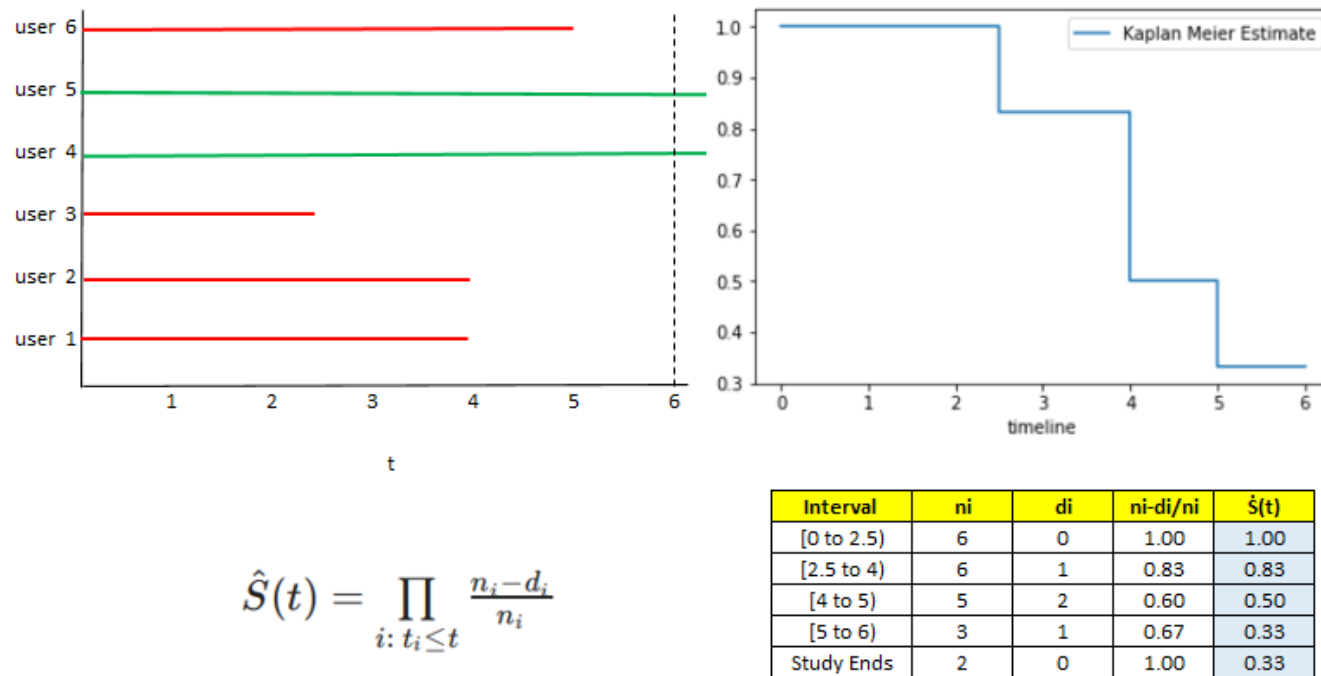 user 6
user 5
user 4
user 3
user 2
user 1
1 2 3 4 5 6
t
Kaplan Meier Estimate
1.0
0.9
0.8
0.7
0.6
0.5
0.4
0.3
0 1 2 3 4 5 6
timeline
Ŝ(t) = ∏ i: tᵢ≤t (nᵢ−dᵢ)/nᵢ
Interval ni di ni-di/ni Ṡ(t)
[0 to 2.5) 6 0 1.00 1.00
[2.5 to 4) 6 1 0.83 0.83
[4 to 5) 5 2 0.60 0.50
[5 to 6) 3 1 0.67 0.33
Study Ends 2 0 1.00 0.33